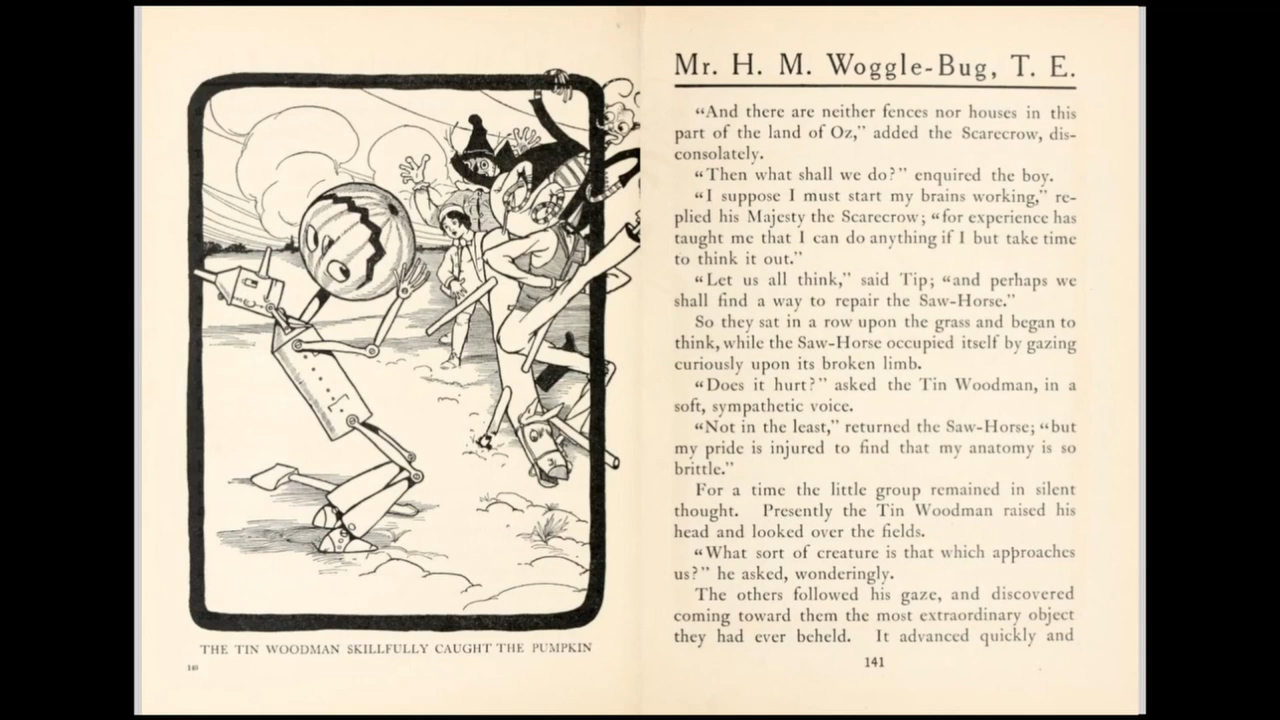 THE TIN WOODMAN SKILLFULLY CAUGHT THE PUMPKIN
140
Mr. H. M. Woggle-Bug, T. E.
“And there are neither fences nor houses in this
part of the land of Oz,” added the Scarecrow, dis-
consolately.
“Then what shall we do?” enquired the boy.
“I suppose I must start my brains working,” re-
plied his Majesty the Scarecrow; “for experience has
taught me that I can do anything if I but take time
to think it out.”
“Let us all think,” said Tip; “and perhaps we
shall find a way to repair the Saw-Horse.”
So they sat in a row upon the grass and began to
think, while the Saw-Horse occupied itself by gazing
curiously upon its broken limb.
“Does it hurt?” asked the Tin Woodman, in a
soft, sympathetic voice.
“Not in the least,” returned the Saw-Horse; “but
my pride is injured to find that my anatomy is so
brittle.”
For a time the little group remained in silent
thought. Presently the Tin Woodman raised his
head and looked over the fields.
“What sort of creature is that which approaches
us?” he asked, wonderingly.
The others followed his gaze, and discovered
coming toward them the most extraordinary object
they had ever beheld. It advanced quickly and
141